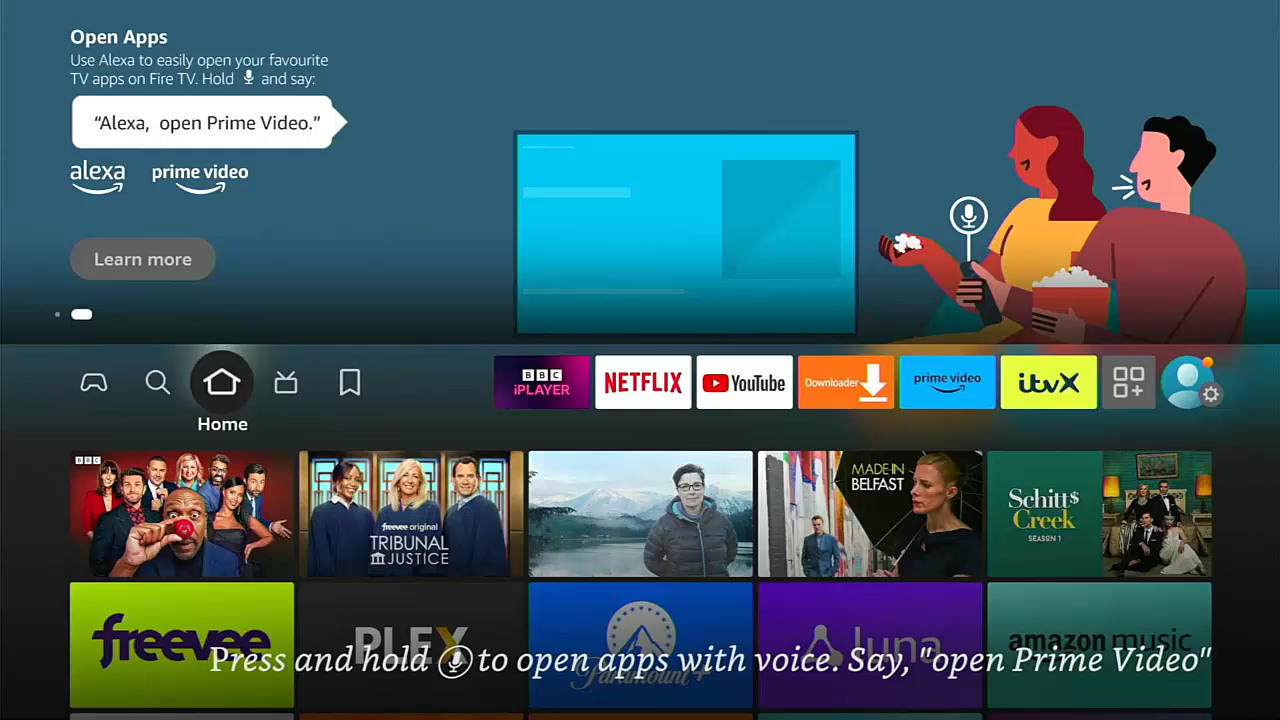 Open Apps
Use Alexa to easily open your favourite
TV apps on Fire TV. Hold and say:
“Alexa, open Prime Video.”
alexa prime video
Learn more
BBC iPLAYER
NETFLIX
YouTube
Downloader
prime video
itvX
Home
BBC
freevee original
TRIBUNAL
JUSTICE
MADE IN
BELFAST
Schitt$
Creek
SEASON 1
freevee
PLEX
Paramount+
luna
amazon music
Press and hold to open apps with voice. Say, "open Prime Video"